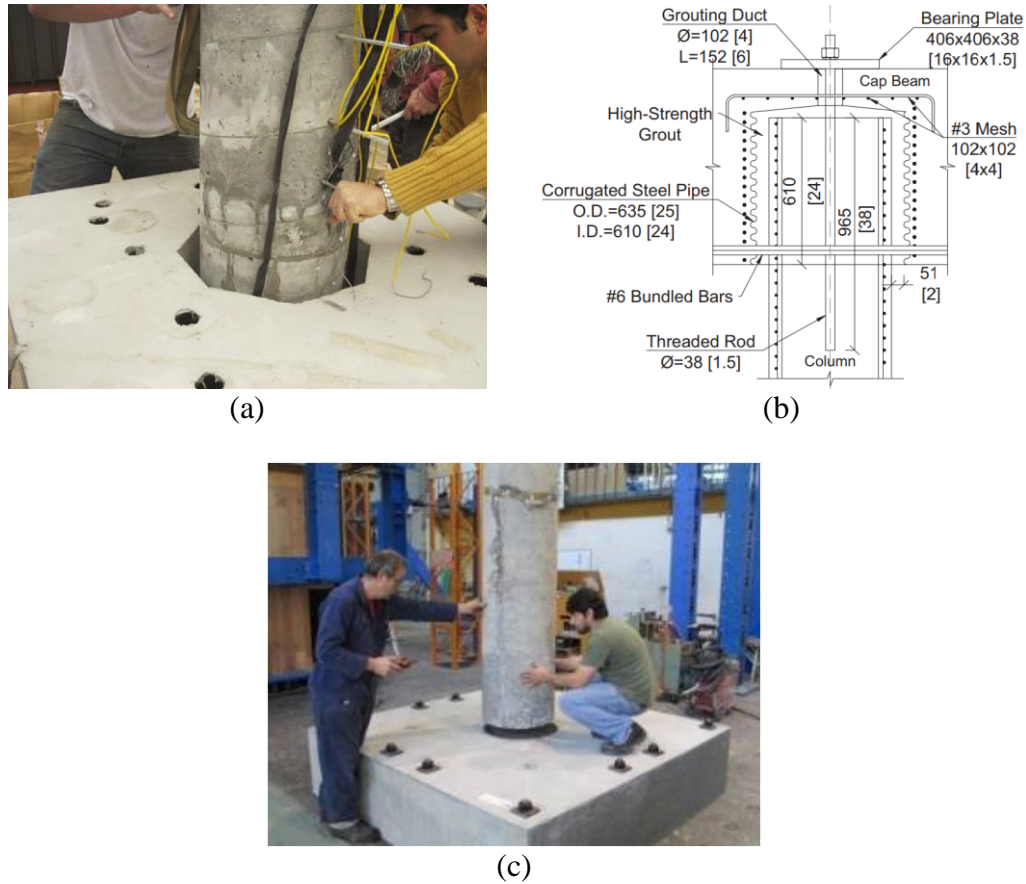 Grouting Duct
Ø=102 [4]
L=152 [6]
Bearing Plate
406x406x38
[16x16x1.5]
Cap Beam
High-Strength
Grout
#3 Mesh
102x102
[4x4]
Corrugated Steel Pipe
O.D.=635 [25]
I.D.=610 [24]
610
[24]
965
[38]
51
[2]
#6 Bundled Bars
Threaded Rod
Ø=38 [1.5]
Column
(a)
(b)
(c)